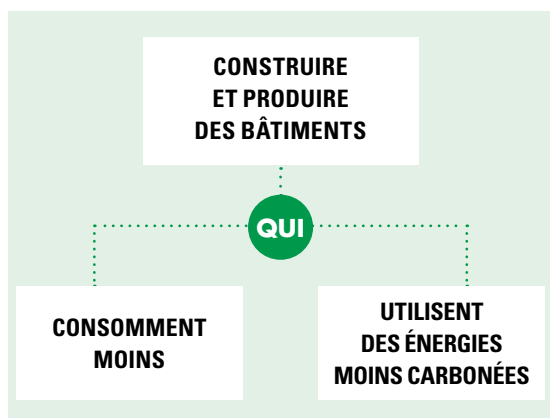 CONSTRUIRE
ET PRODUIRE
DES BÂTIMENTS
QUI
CONSOMMENT
MOINS
UTILISENT
DES ÉNERGIES
MOINS CARBONÉES